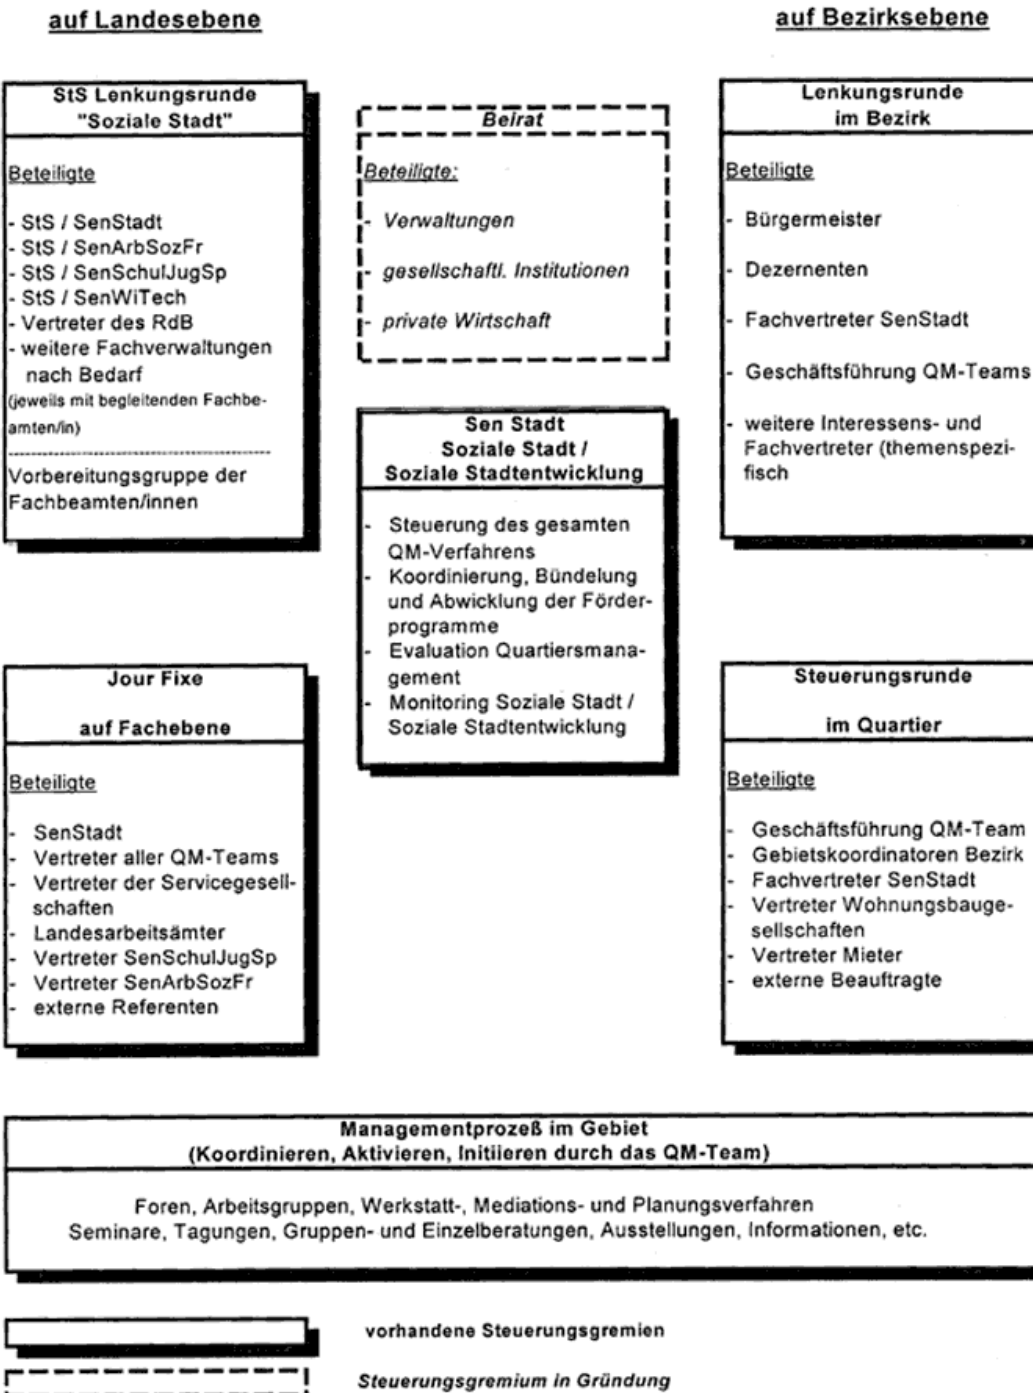 auf Landesebene
auf Bezirksebene
StS Lenkungsrunde
"Soziale Stadt"
Beteiligte
- StS / SenStadt
- StS / SenArbSozFr
- StS / SenSchulJugSp
- StS / SenWiTech
- Vertreter des RdB
- weitere Fachverwaltungen
nach Bedarf
(jeweils mit begleitenden Fachbe-
amten/in)
Vorbereitungsgruppe der
Fachbeamten/innen
Beirat
Beteiligte:
- Verwaltungen
- gesellschaftl. Institutionen
- private Wirtschaft
Lenkungsrunde
im Bezirk
Beteiligte
- Bürgermeister
- Dezernenten
- Fachvertreter SenStadt
- Geschäftsführung QM-Teams
- weitere Interessens- und
Fachvertreter (themenspezi-
fisch
Sen Stadt
Soziale Stadt /
Soziale Stadtentwicklung
- Steuerung des gesamten
QM-Verfahrens
- Koordinierung, Bündelung
und Abwicklung der Förder-
programme
- Evaluation Quartiersmana-
gement
- Monitoring Soziale Stadt /
Soziale Stadtentwicklung
Jour Fixe
auf Fachebene
Beteiligte
- SenStadt
- Vertreter aller QM-Teams
- Vertreter der Servicegesell-
schaften
- Landesarbeitsämter
- Vertreter SenSchulJugSp
- Vertreter SenArbSozFr
- externe Referenten
Steuerungsrunde
im Quartier
Beteiligte
- Geschäftsführung QM-Team
- Gebietskoordinatoren Bezirk
- Fachvertreter SenStadt
- Vertreter Wohnungsbauge-
sellschaften
- Vertreter Mieter
- externe Beauftragte
Managementprozeß im Gebiet
(Koordinieren, Aktivieren, Initiieren durch das QM-Team)
Foren, Arbeitsgruppen, Werkstatt-, Mediations- und Planungsverfahren
Seminare, Tagungen, Gruppen- und Einzelberatungen, Ausstellungen, Informationen, etc.
vorhandene Steuerungsgremien
Steuerungsgremium in Gründung